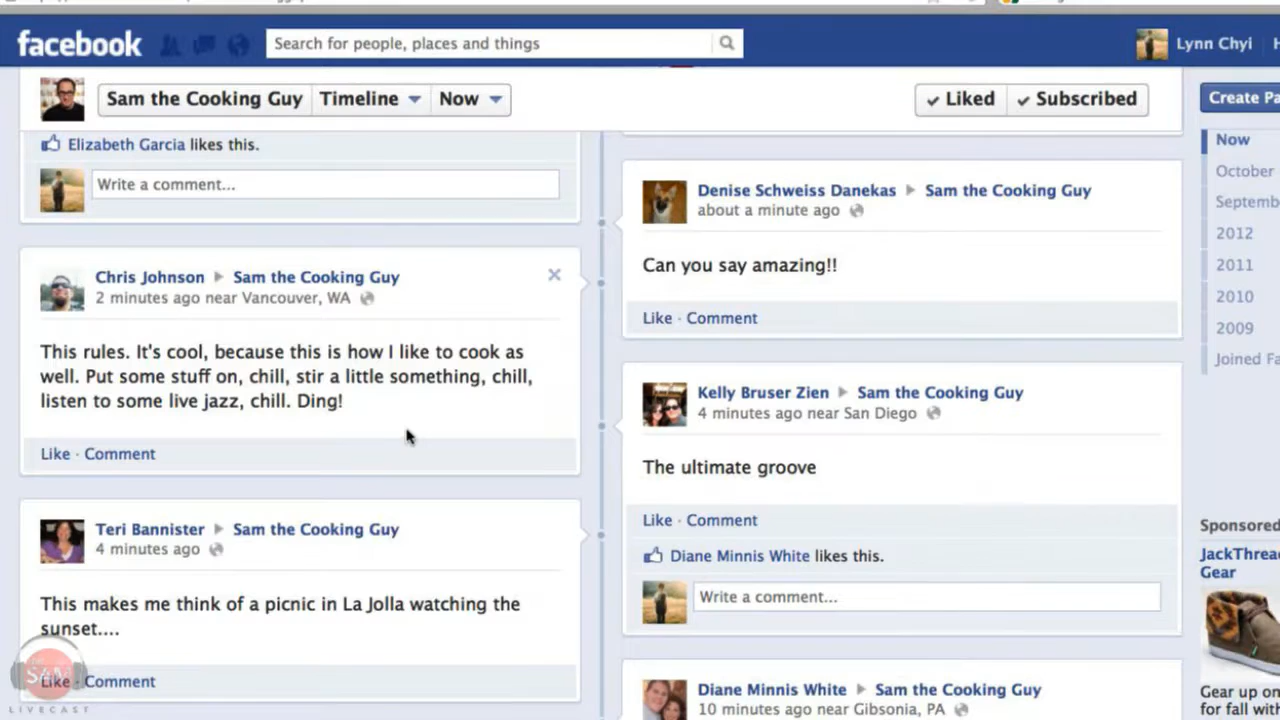 facebook
Search for people, places and things
Lynn Chyi
Sam the Cooking Guy
Timeline
Now
Liked
Subscribed
Create
Elizabeth Garcia likes this.
Write a comment...
Chris Johnson Sam the Cooking Guy
2 minutes ago near Vancouver, WA
This rules. It's cool, because this is how I like to cook as
well. Put some stuff on, chill, stir a little something, chill,
listen to some live jazz, chill. Ding!
Like · Comment
Teri Bannister Sam the Cooking Guy
4 minutes ago
This makes me think of a picnic in La Jolla watching the
sunset....
Like · Comment
LIVECAST
Denise Schweiss Danekas Sam the Cooking Guy
about a minute ago
Can you say amazing!!
Like · Comment
Kelly Bruser Zien Sam the Cooking Guy
4 minutes ago near San Diego
The ultimate groove
Like · Comment
Diane Minnis White likes this.
Write a comment...
Diane Minnis White Sam the Cooking Guy
10 minutes ago near Gibsonia, PA
Now
October
Septemb
2012
2011
2010
2009
Joined Fa
Sponsored
JackThrea
Gear
Gear up on
for fall with